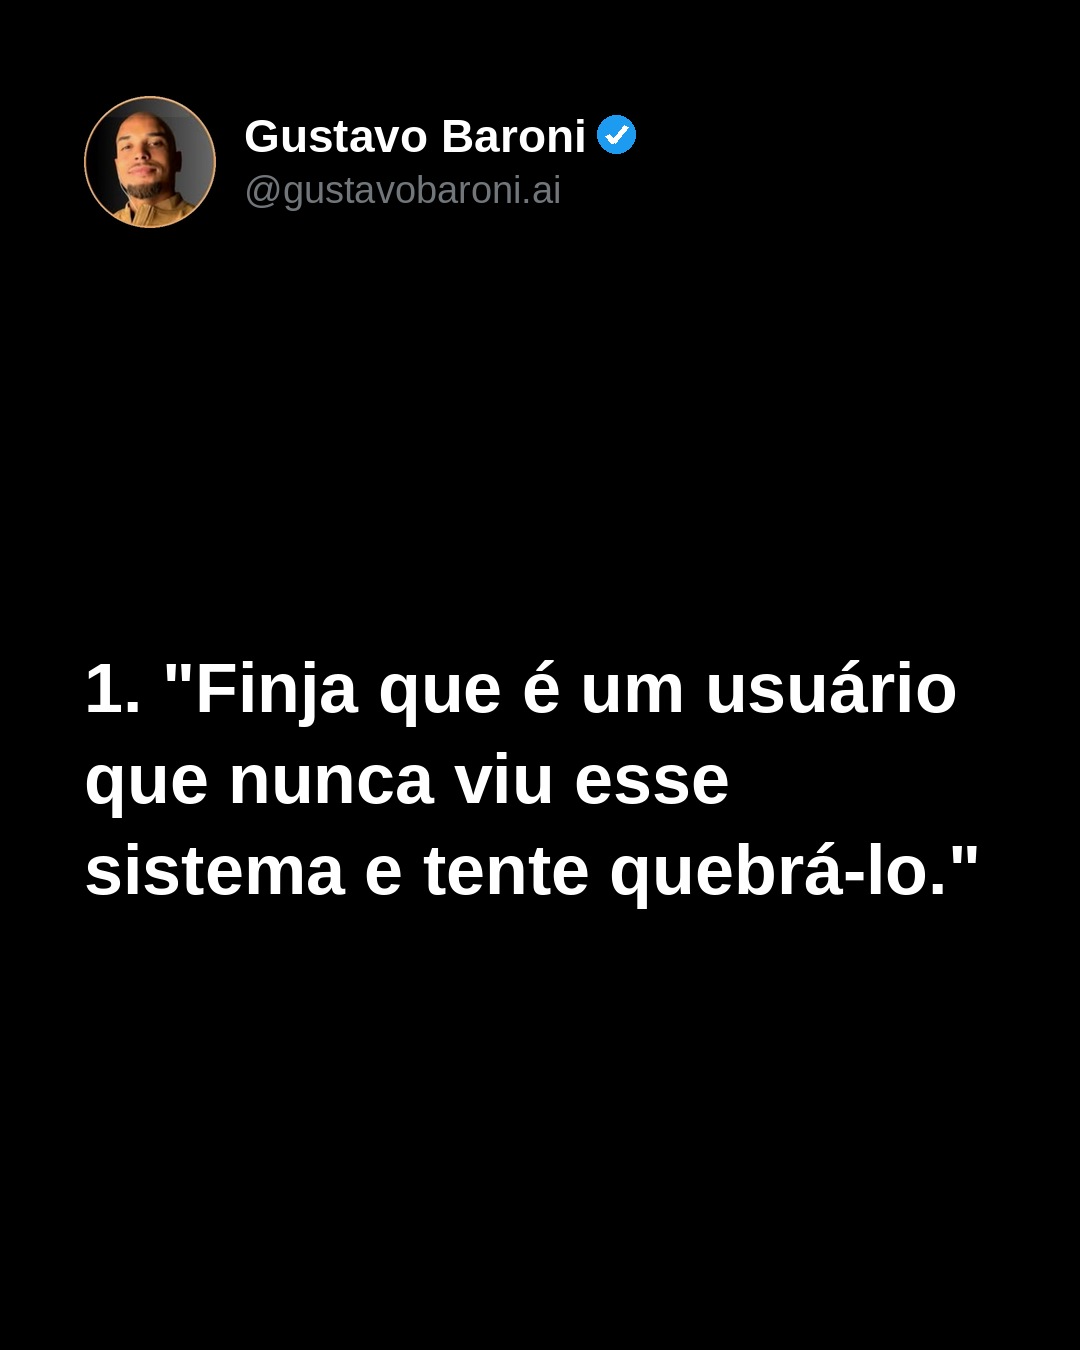 Gustavo Baroni
@gustavobaroni.ai
1. "Finja que é um usuário
que nunca viu esse
sistema e tente quebrá-lo."